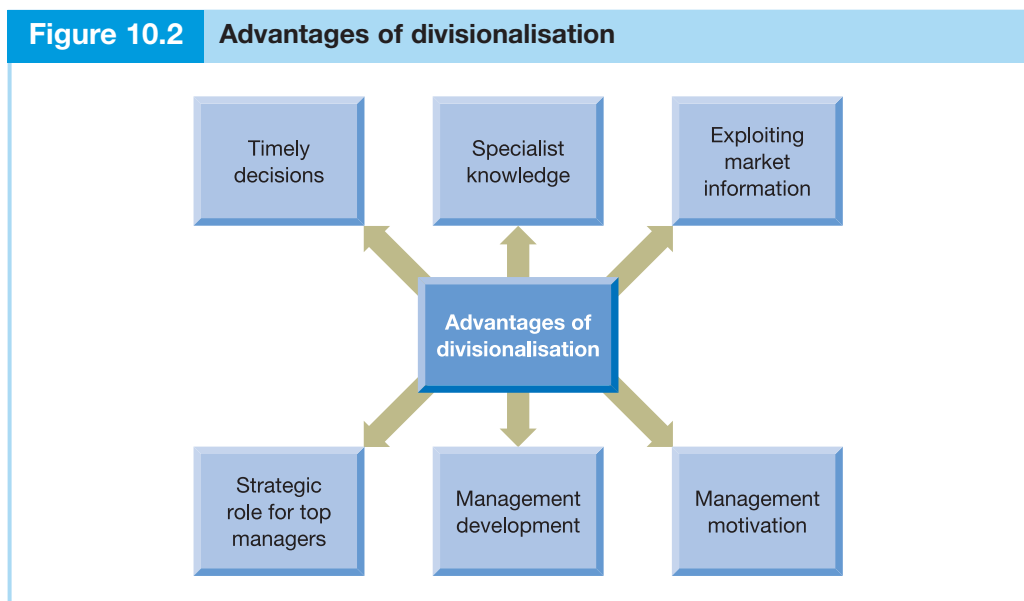 Figure 10.2
Advantages of divisionalisation
Timely
decisions
Specialist
knowledge
Exploiting
market
information
Advantages of
divisionalisation
Strategic
role for top
managers
Management
development
Management
motivation